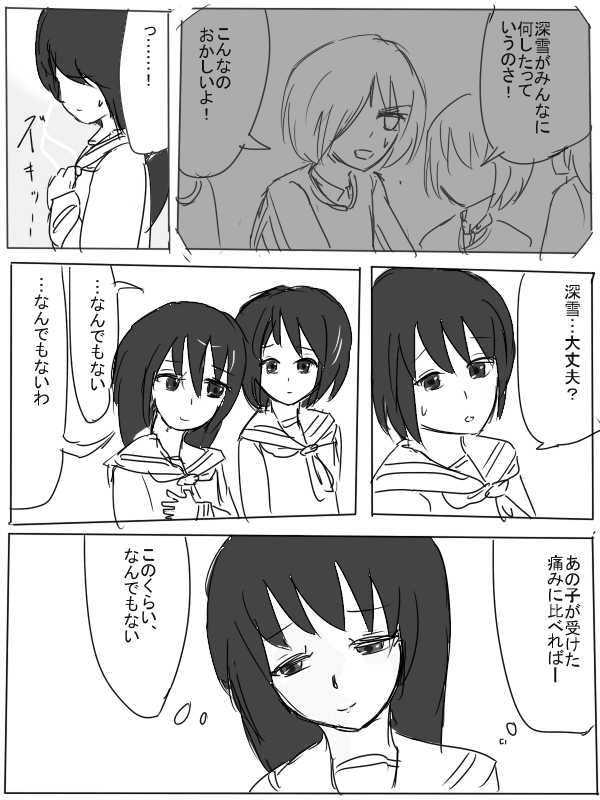 深雪がみんなに
何したって
いうのさ！
こんなの
おかしいよ！
っ……！
ズキッ――
深雪…大丈夫？
…なんでもない
…なんでもないわ
あの子が受けた
痛みに比べればー
このくらい、
なんでもない